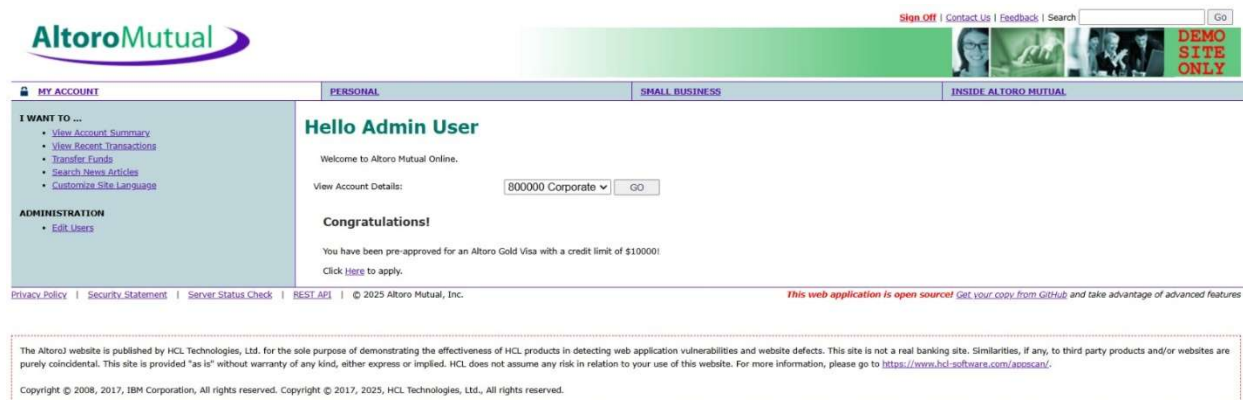 Sign Off | Contact Us | Feedback | Search Go
AltoroMutual
DEMO
SITE
ONLY
MY ACCOUNT PERSONAL SMALL BUSINESS INSIDE ALTORO MUTUAL
I WANT TO ...
• View Account Summary
• View Recent Transactions
• Transfer Funds
• Search News Articles
• Customize Site Language
ADMINISTRATION
• Edit Users
Hello Admin User
Welcome to Altoro Mutual Online.
View Account Details: 800000 Corporate GO
Congratulations!
You have been pre-approved for an Altoro Gold Visa with a credit limit of $10000!
Click Here to apply.
Privacy Policy | Security Statement | Server Status Check | REST API | © 2025 Altoro Mutual, Inc. This web application is open source! Get your copy from GitHub and take advantage of advanced features
The AltoroJ website is published by HCL Technologies, Ltd. for the sole purpose of demonstrating the effectiveness of HCL products in detecting web application vulnerabilities and website defects. This site is not a real banking site. Similarities, if any, to third party products and/or websites are
purely coincidental. This site is provided "as is" without warranty of any kind, either express or implied. HCL does not assume any risk in relation to your use of this website. For more information, please go to https://www.hcl-software.com/appscan/.
Copyright © 2008, 2017, IBM Corporation, All rights reserved. Copyright © 2017, 2025, HCL Technologies, Ltd., All rights reserved.